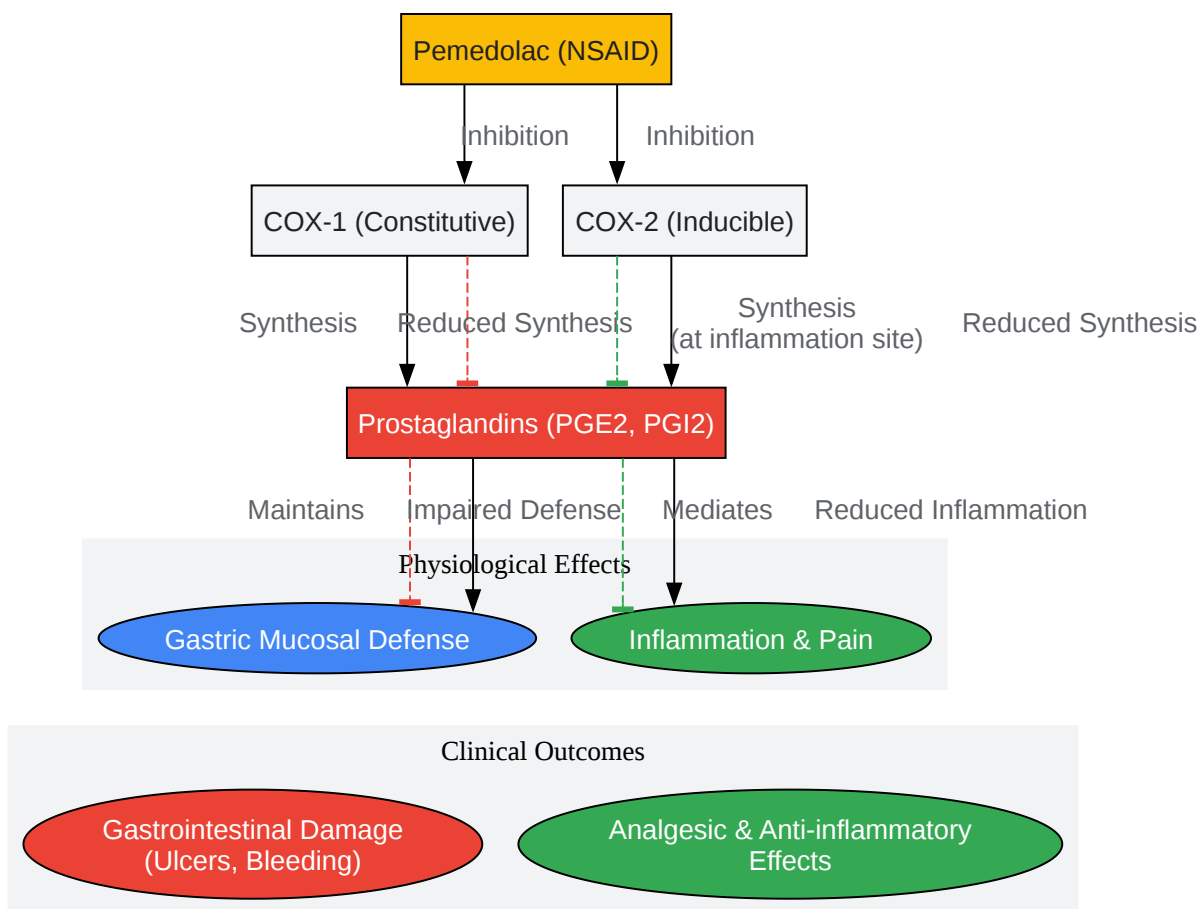 Pemedolac (NSAID)
Inhibition
Inhibition
COX-1 (Constitutive)
COX-2 (Inducible)
Synthesis
Reduced Synthesis
Synthesis
(at inflammation site)
Reduced Synthesis
Prostaglandins (PGE2, PGI2)
Maintains
Impaired Defense
Mediates
Reduced Inflammation
Physiological Effects
Gastric Mucosal Defense
Inflammation & Pain
Clinical Outcomes
Gastrointestinal Damage
(Ulcers, Bleeding)
Analgesic & Anti-inflammatory
Effects